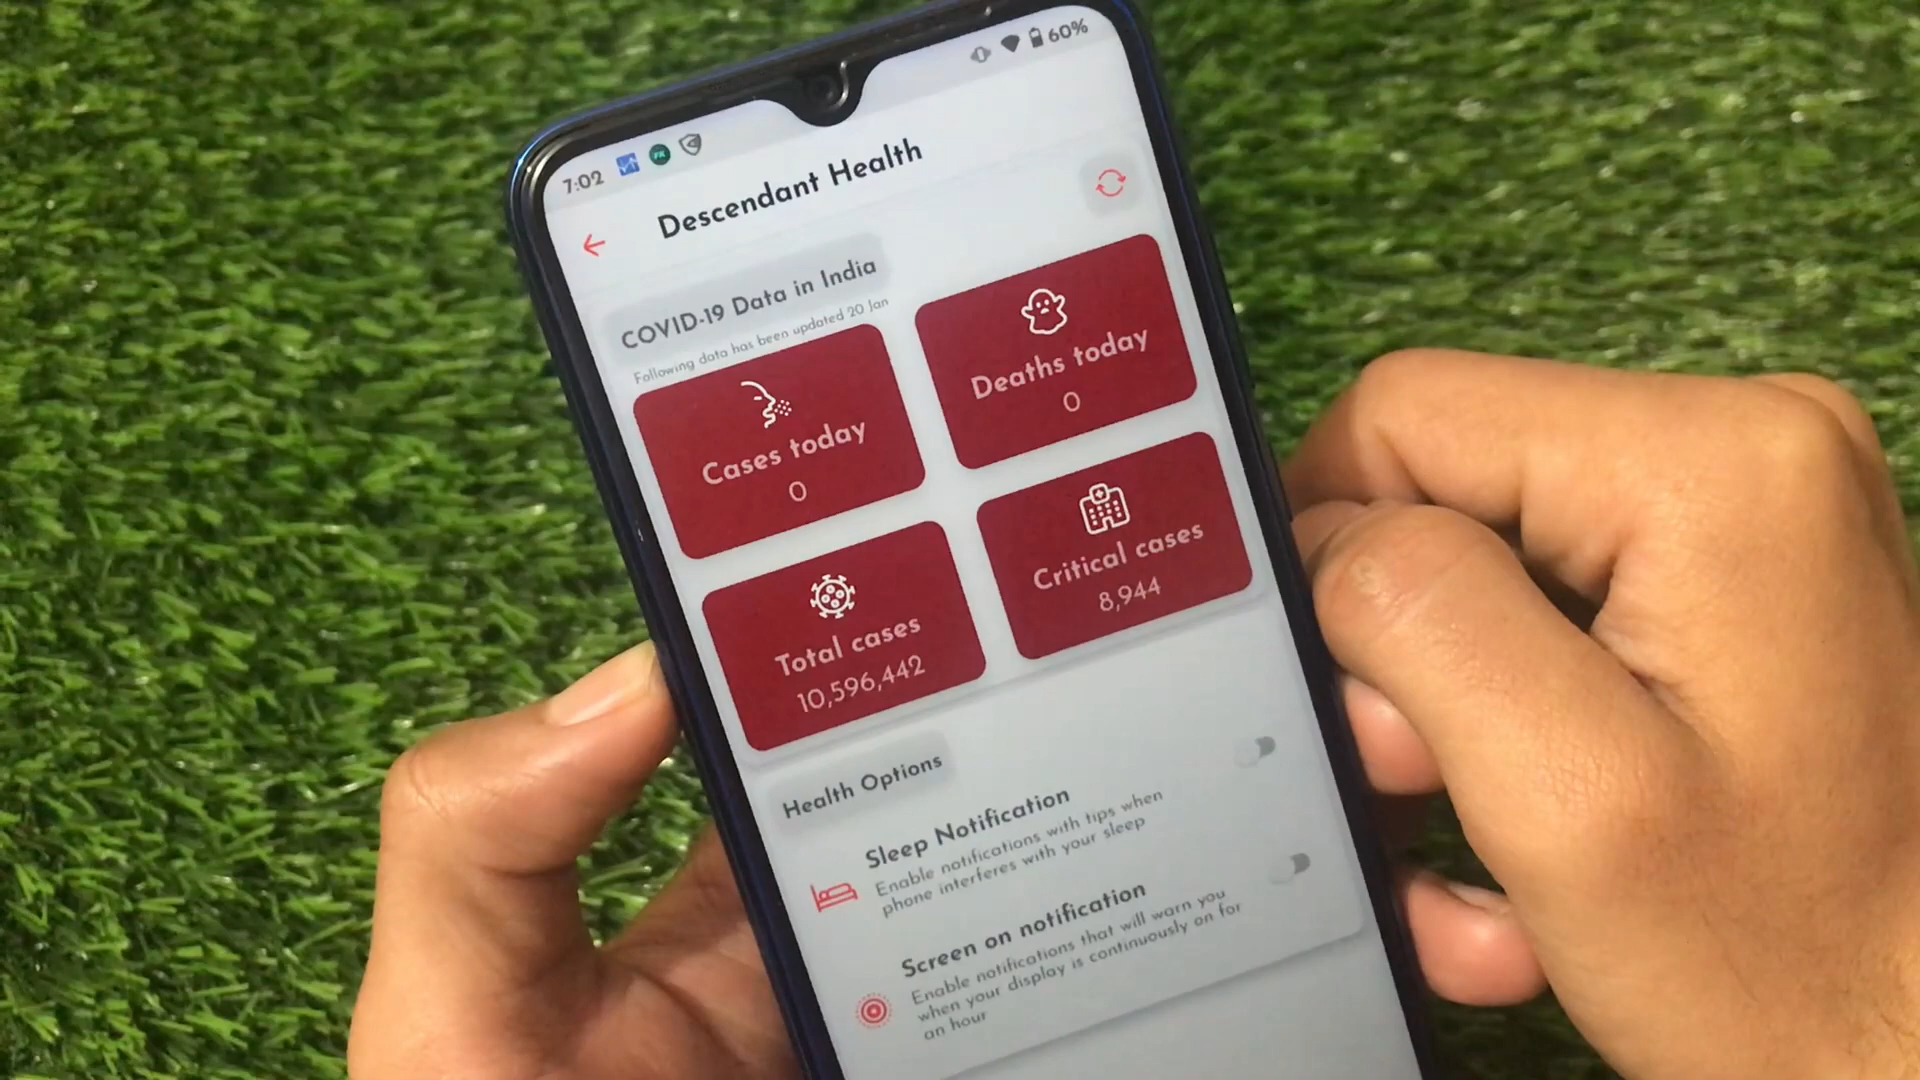 7:02
60%
Descendant Health
COVID-19 Data in India
Following data has been updated 20 Jan
Cases today
0
Deaths today
0
Total cases
10,596,442
Critical cases
8,944
Health Options
Sleep Notification
Enable notifications with tips when
phone interferes with your sleep
Screen on notification
Enable notifications that will warn you
when your display is continuously on for
an hour